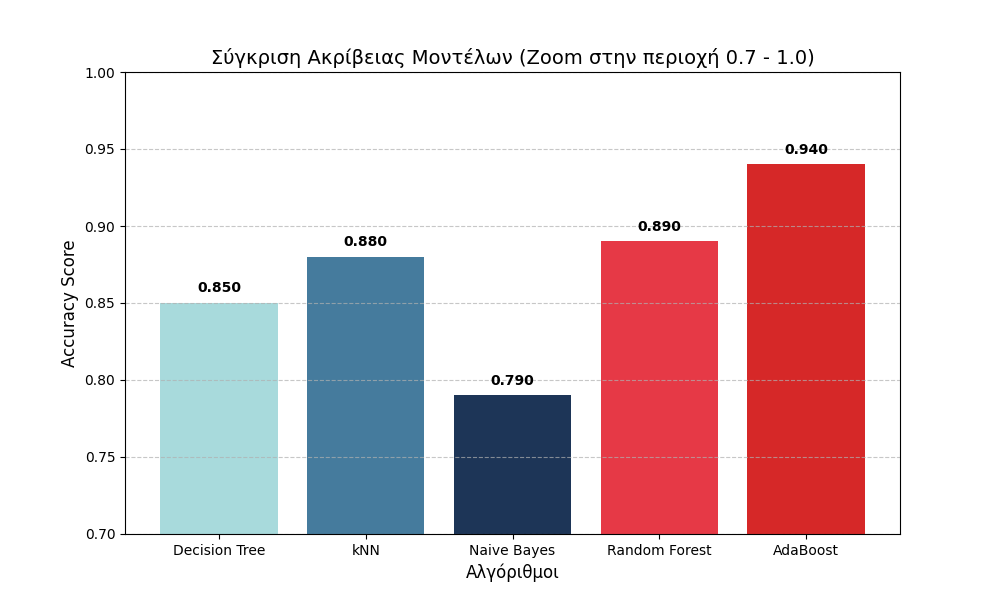 Σύγκριση Ακρίβειας Μοντέλων (Zoom στην περιοχή 0.7 - 1.0)
1.00
0.95
0.90
0.85
0.80
0.75
0.70
Accuracy Score
0.850
0.880
0.790
0.890
0.940
Decision Tree
kNN
Naive Bayes
Random Forest
AdaBoost
Αλγόριθμοι